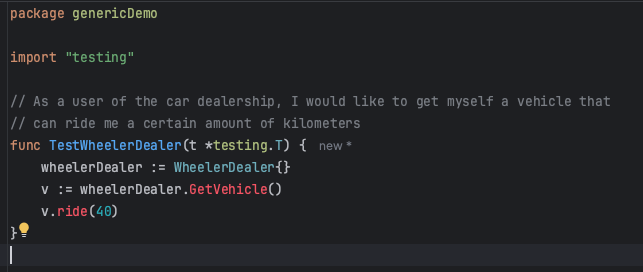 package genericDemo
import "testing"
// As a user of the car dealership, I would like to get myself a vehicle that
// can ride me a certain amount of kilometers
func TestWheelerDealer(t *testing.T) { new *
    wheelerDealer := WheelerDealer{}
    v := wheelerDealer.GetVehicle()
    v.ride(40)
}